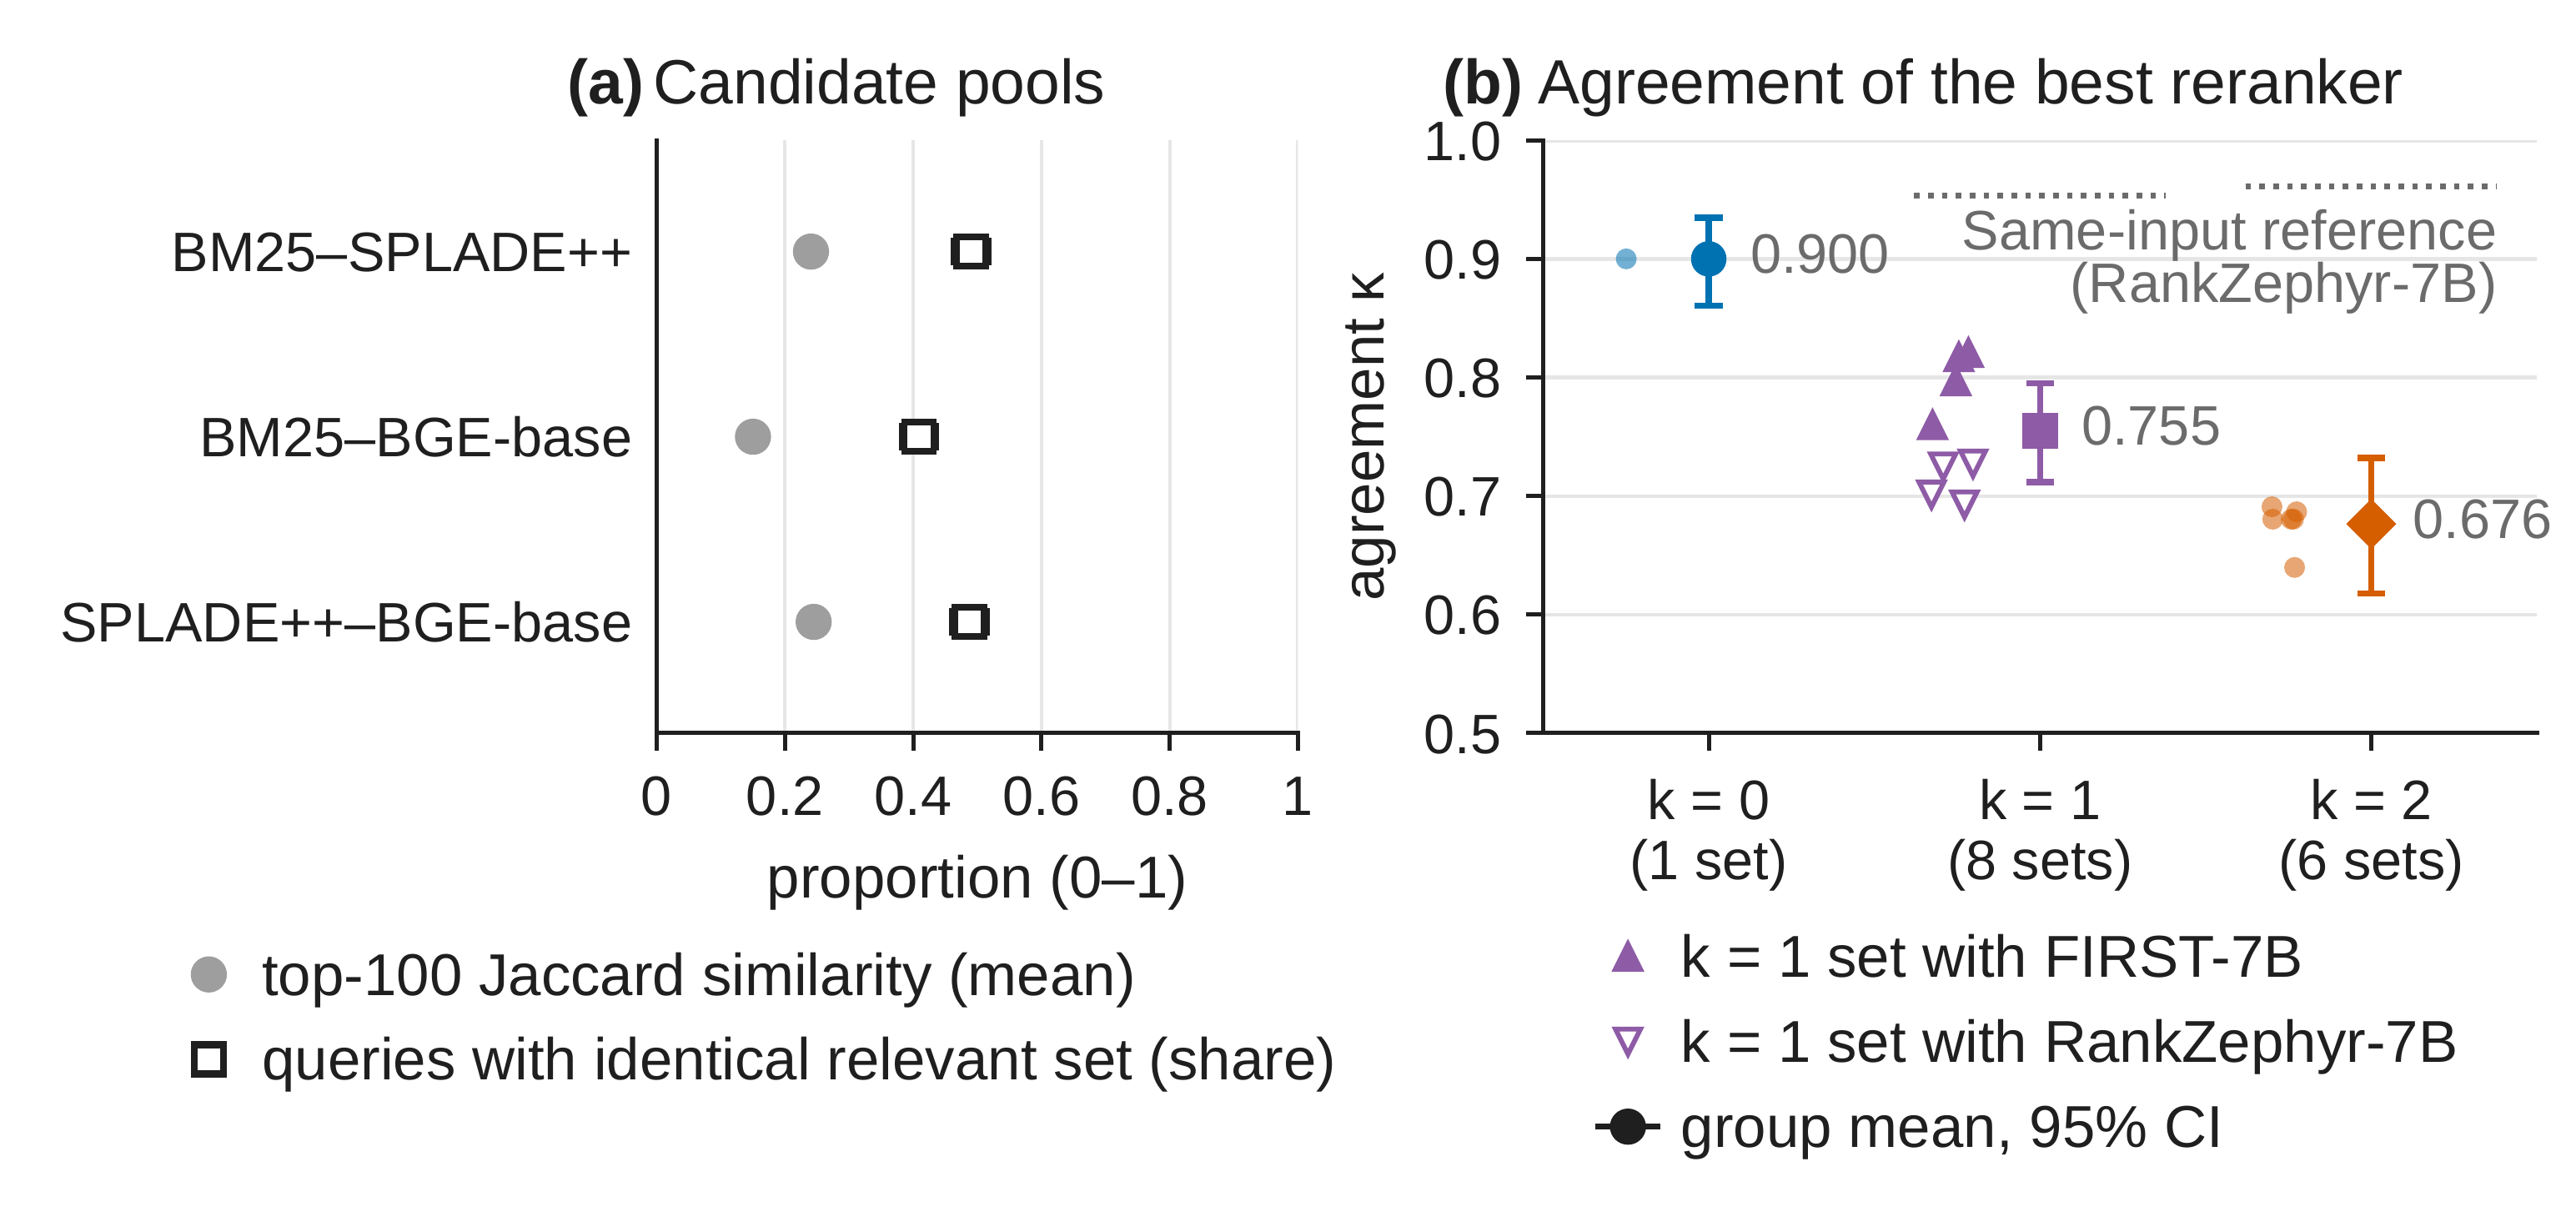 (a) Candidate pools
BM25–SPLADE++
BM25–BGE-base
SPLADE++–BGE-base
0 0.2 0.4 0.6 0.8 1
proportion (0–1)
top-100 Jaccard similarity (mean)
queries with identical relevant set (share)
(b) Agreement of the best reranker
agreement κ
1.0
0.9
0.8
0.7
0.6
0.5
Same-input reference
(RankZephyr-7B)
0.900
0.755
0.676
k = 0 k = 1 k = 2
(1 set) (8 sets) (6 sets)
k = 1 set with FIRST-7B
k = 1 set with RankZephyr-7B
group mean, 95% CI